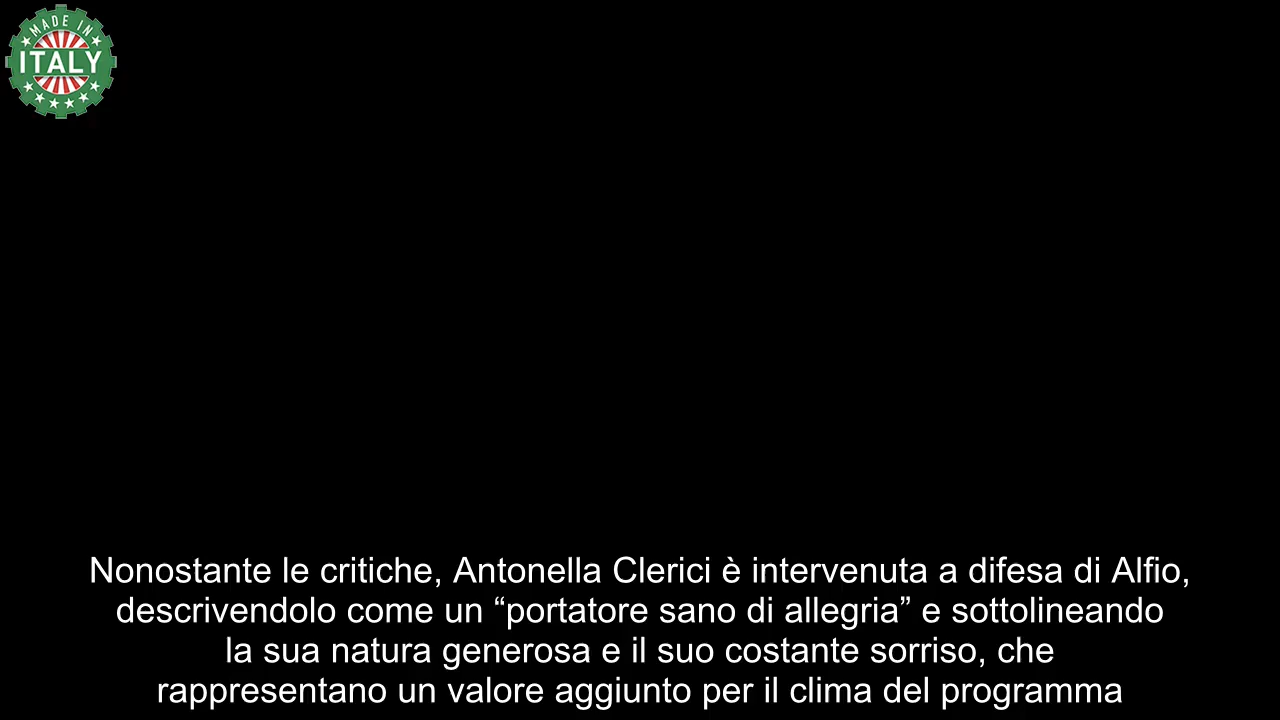 MADE IN
ITALY
Nonostante le critiche, Antonella Clerici è intervenuta a difesa di Alfio,
descrivendolo come un “portatore sano di allegria” e sottolineando
la sua natura generosa e il suo costante sorriso, che
rappresentano un valore aggiunto per il clima del programma